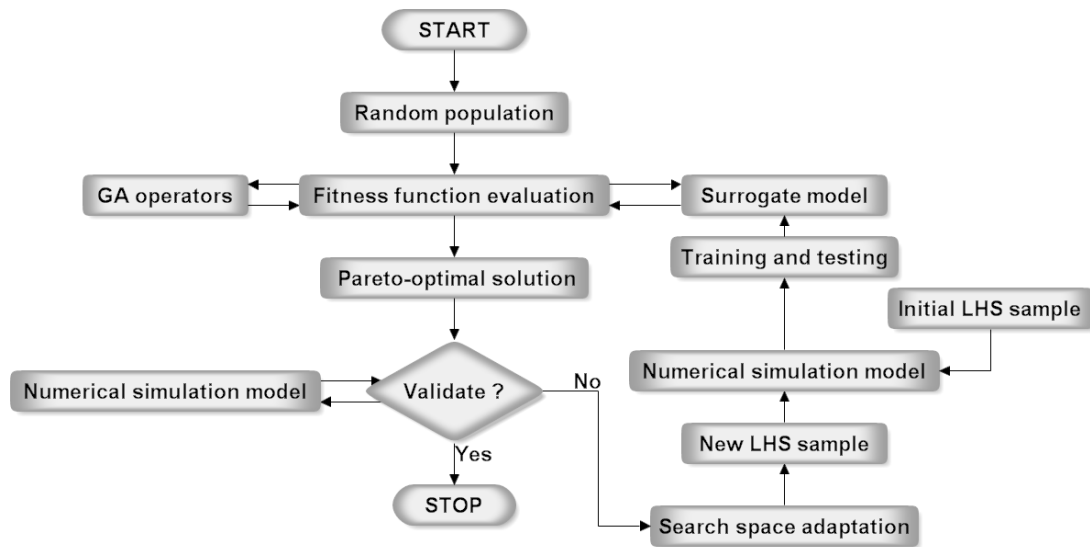 START
Random population
GA operators
Fitness function evaluation
Surrogate model
Training and testing
Pareto-optimal solution
Initial LHS sample
Numerical simulation model
Validate ?
No
Numerical simulation model
New LHS sample
Yes
STOP
Search space adaptation